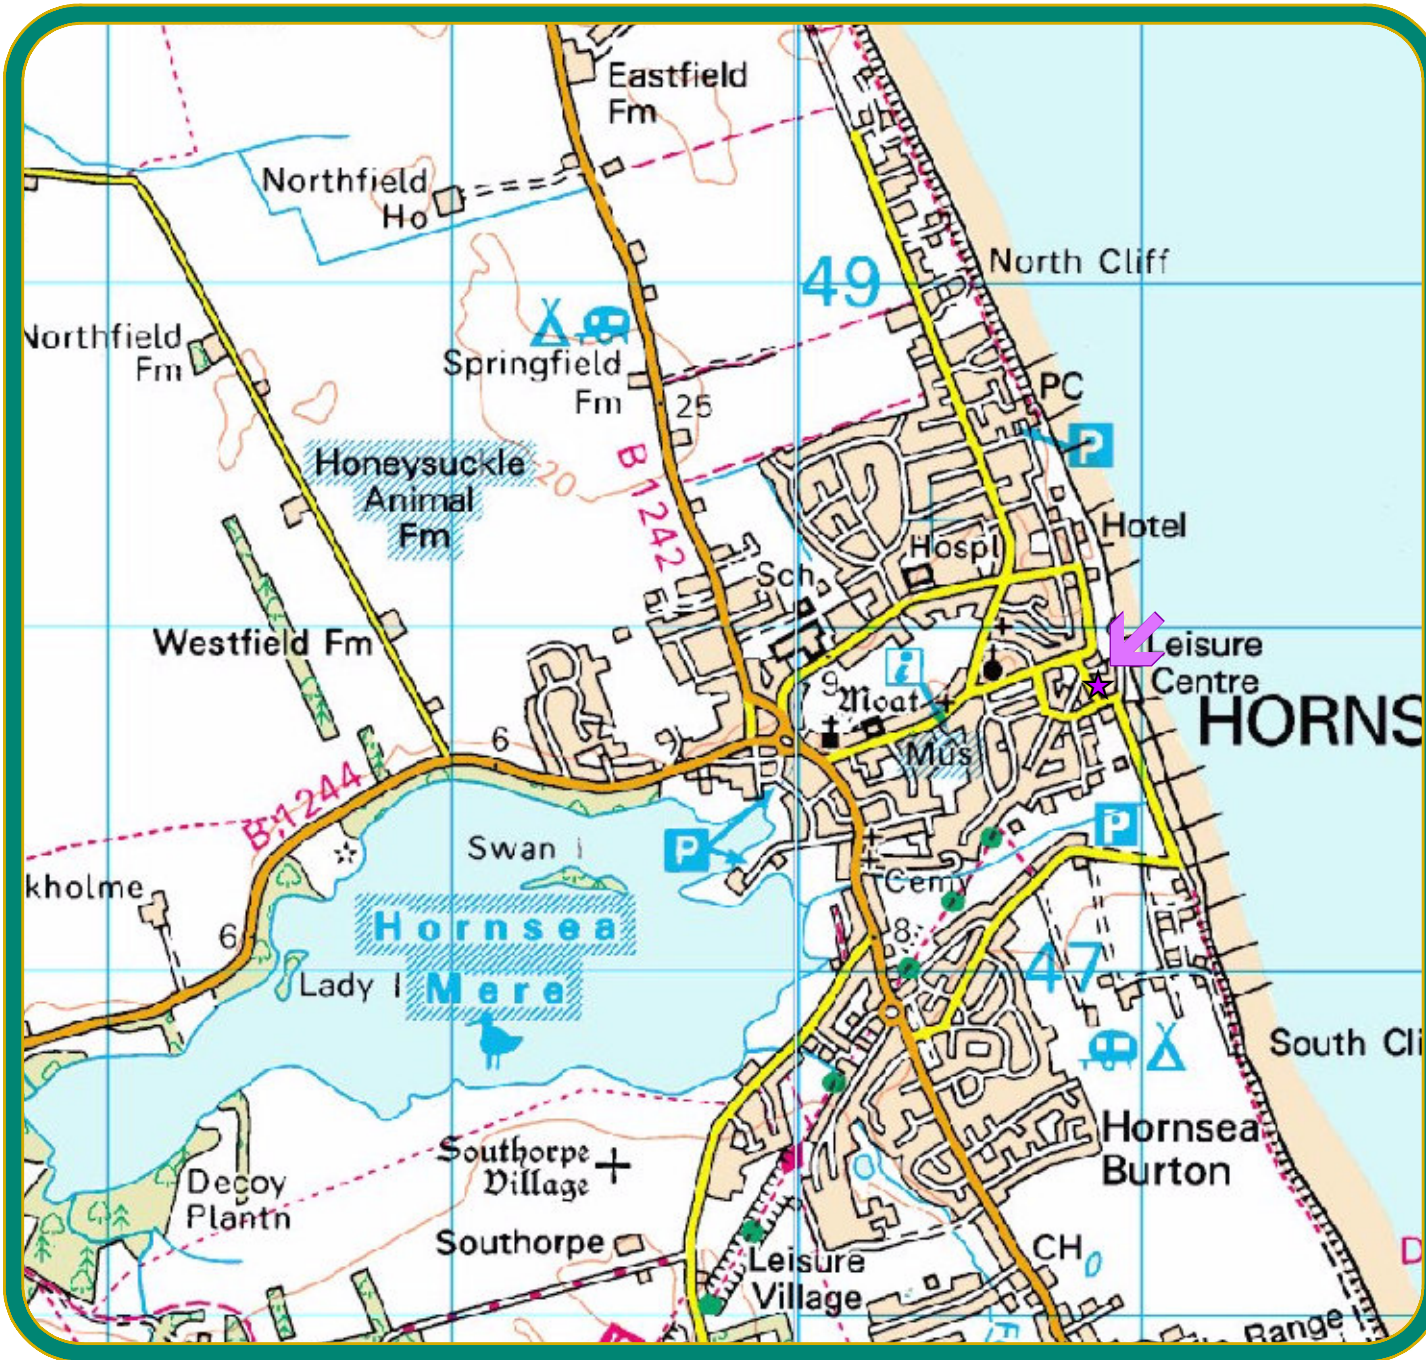 Eastfield
Fm
Northfield
Ho
North Cliff
49
Northfield
Fm
Springfield
Fm
25
PC
P
B 1242
Honeysuckle
Animal
Fm
20
Hotel
Hospl
Sch
Westfield Fm
Leisure
Centre
i
9
Moat
HORNS
6
Mus
B 1244
P
P
Swan I
kholme
Cemy
Hornsea
Mere
6
8
47
Lady I
South Cli
Southorpe
Village
Hornsea
Burton
Decoy
Plantn
Southorpe
CH
Leisure
Village
D
Range